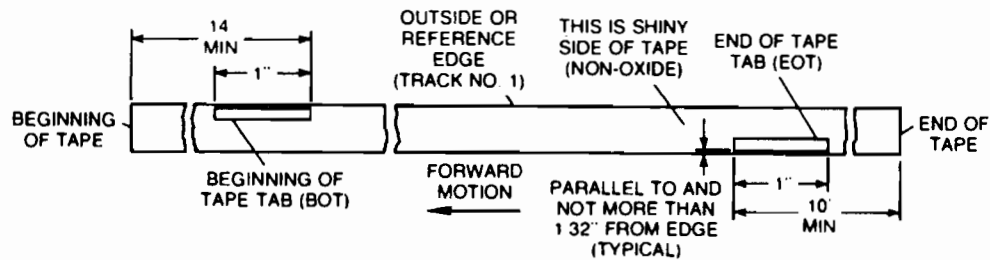 14
MIN
1"
BEGINNING
OF TAPE
BEGINNING OF
TAPE TAB (BOT)
OUTSIDE OR
REFERENCE
EDGE
(TRACK NO. 1)
FORWARD
MOTION
THIS IS SHINY
SIDE OF TAPE
(NON-OXIDE)
END OF TAPE
TAB (EOT)
END OF
TAPE
PARALLEL TO AND
NOT MORE THAN
1 32" FROM EDGE
(TYPICAL)
1"
10'
MIN